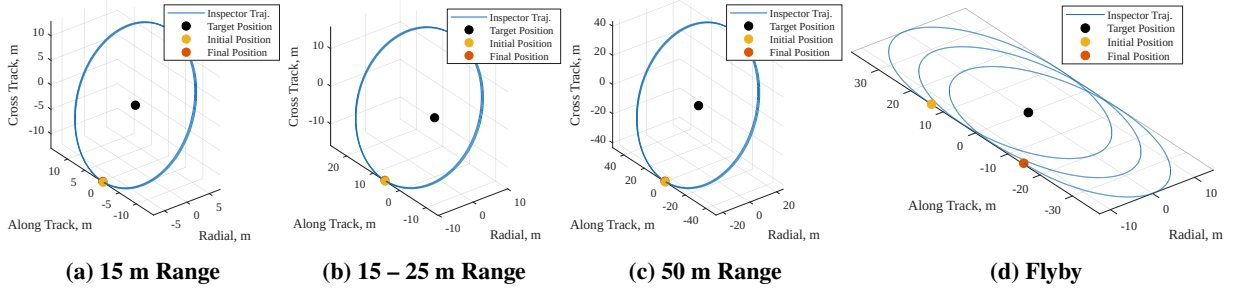 Inspector Traj.
Target Position
Initial Position
Final Position
Cross Track, m
10
5
0
-5
-10
10
5
0
-5
-10
-5
5
Along Track, m
Radial, m
(a) 15 m Range
Inspector Traj.
Target Position
Initial Position
Final Position
Cross Track, m
10
0
-10
20
10
0
-10
-10
0
10
Along Track, m
Radial, m
(b) 15 – 25 m Range
Inspector Traj.
Target Position
Initial Position
Final Position
Cross Track, m
40
20
0
-20
-40
40
20
0
-20
-40
-20
20
Along Track, m
Radial, m
(c) 50 m Range
Inspector Traj.
Target Position
Initial Position
Final Position
30
20
10
0
-10
-20
-30
-10
0
10
Along Track, m
Radial, m
(d) Flyby